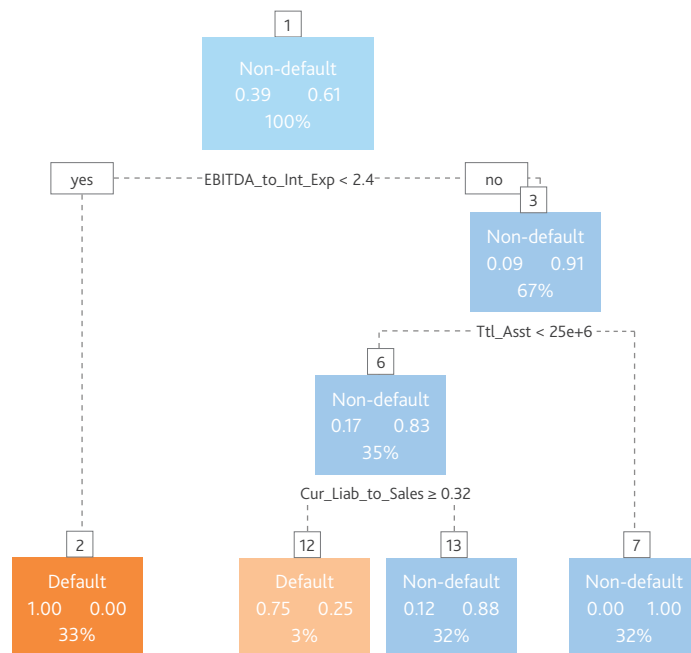 1
Non-default
0.39 0.61
100%
yes
EBITDA_to_Int_Exp < 2.4
no
3
Non-default
0.09 0.91
67%
Ttl_Asst < 25e+6
6
Non-default
0.17 0.83
35%
Cur_Liab_to_Sales ≥ 0.32
2
Default
1.00 0.00
33%
12
Default
0.75 0.25
3%
13
Non-default
0.12 0.88
32%
7
Non-default
0.00 1.00
32%